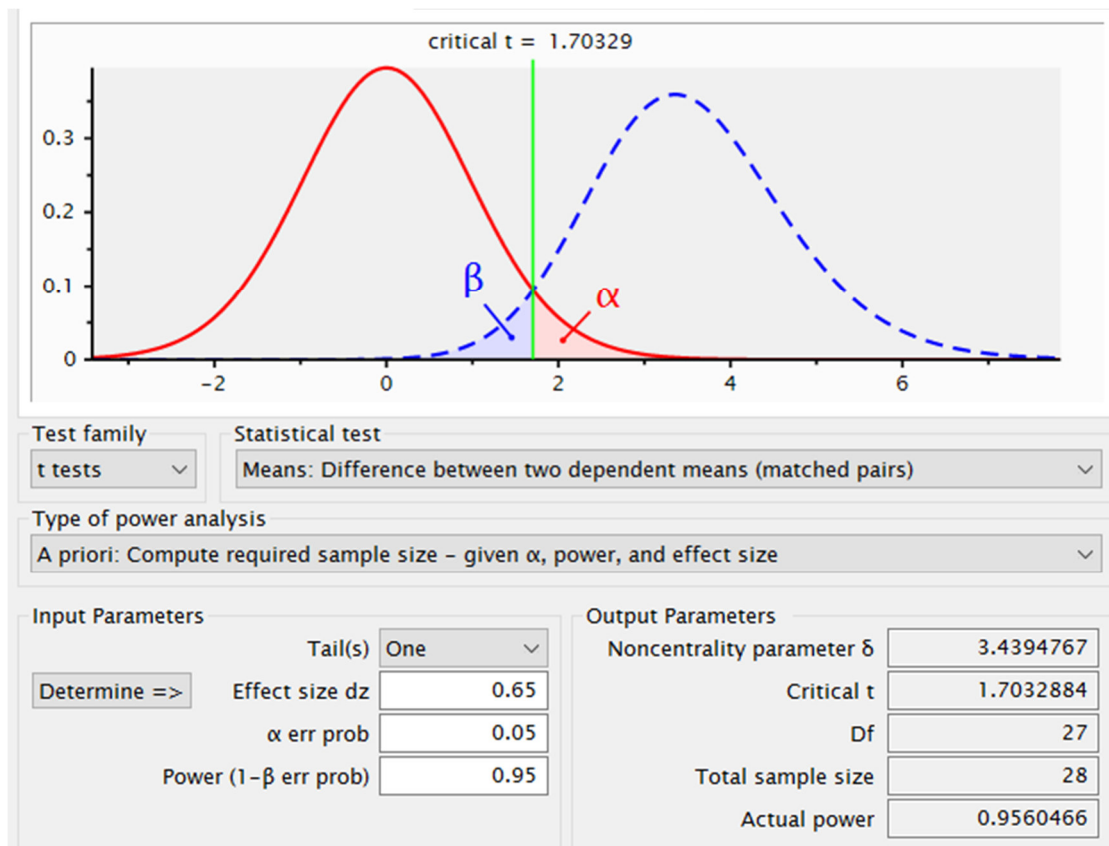 critical t = 1.70329
0.3
0.2
0.1
0
β
α
-2
0
2
4
6
Test family
Statistical test
t tests
Means: Difference between two dependent means (matched pairs)
Type of power analysis
A priori: Compute required sample size – given α, power, and effect size
Input Parameters
Output Parameters
Tail(s) One
Noncentrality parameter δ 3.4394767
Determine => Effect size dz 0.65
Critical t 1.7032884
α err prob 0.05
Df 27
Power (1-β err prob) 0.95
Total sample size 28
Actual power 0.9560466